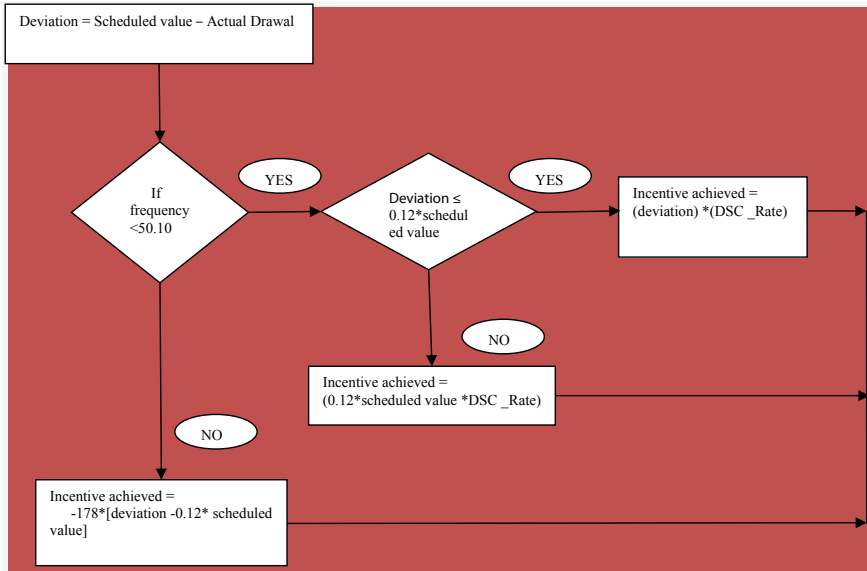 Deviation = Scheduled value – Actual Drawal
If
frequency
<50.10
YES
Deviation ≤
0.12*schedul
ed value
YES
Incentive achieved =
(deviation) *(DSC _Rate)
NO
Incentive achieved =
(0.12*scheduled value *DSC _Rate)
NO
Incentive achieved =
-178*[deviation -0.12* scheduled
value]